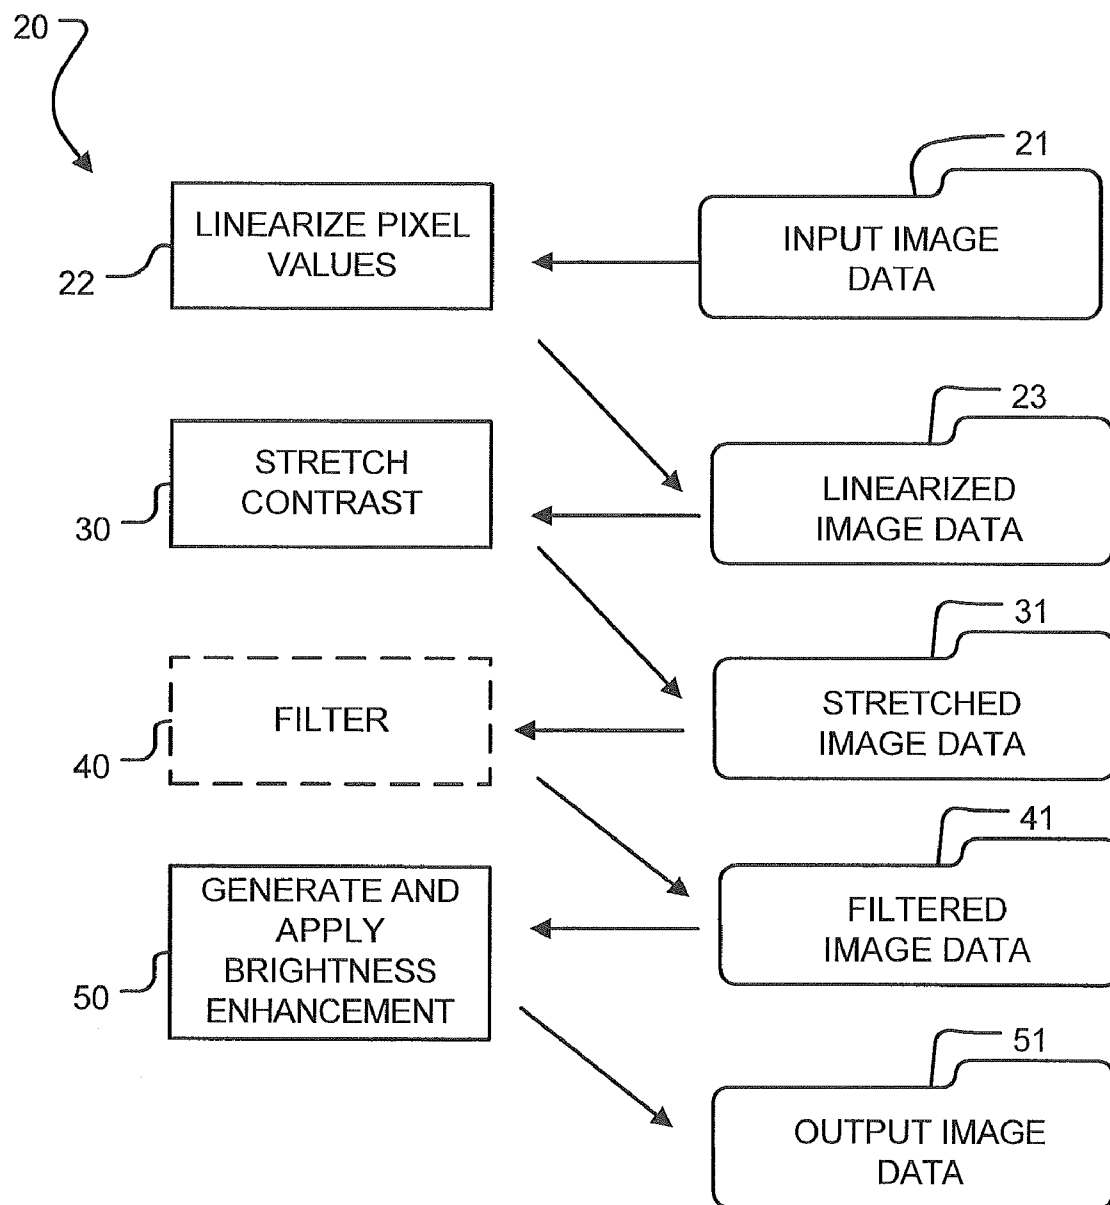 20
21
LINEARIZE PIXEL
VALUES
INPUT IMAGE
DATA
22
23
STRETCH
CONTRAST
LINEARIZED
IMAGE DATA
30
31
FILTER
STRETCHED
IMAGE DATA
40
41
GENERATE AND
APPLY
BRIGHTNESS
ENHANCEMENT
FILTERED
IMAGE DATA
50
51
OUTPUT IMAGE
DATA